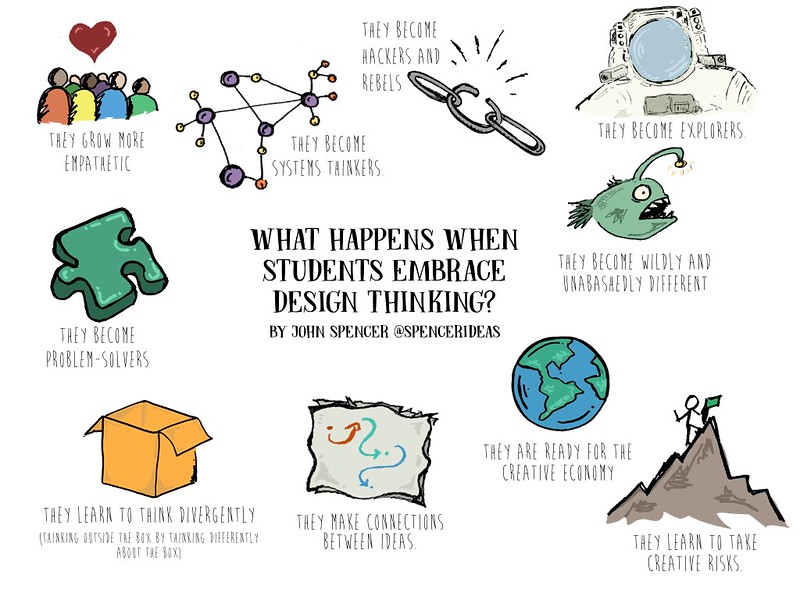 THEY GROW MORE
EMPATHETIC
THEY BECOME
SYSTEMS THINKERS.
THEY BECOME
HACKERS AND
REBELS
THEY BECOME EXPLORERS.
THEY BECOME WILDLY AND
UNABASHEDLY DIFFERENT
WHAT HAPPENS WHEN
STUDENTS EMBRACE
DESIGN THINKING?
BY JOHN SPENCER @SPENCERIDEAS
THEY BECOME
PROBLEM-SOLVERS
THEY ARE READY FOR THE
CREATIVE ECONOMY
THEY LEARN TO THINK DIVERGENTLY
(THINKING OUTSIDE THE BOX BY THINKING DIFFERENTLY
ABOUT THE BOX)
THEY MAKE CONNECTIONS
BETWEEN IDEAS.
THEY LEARN TO TAKE
CREATIVE RISKS.